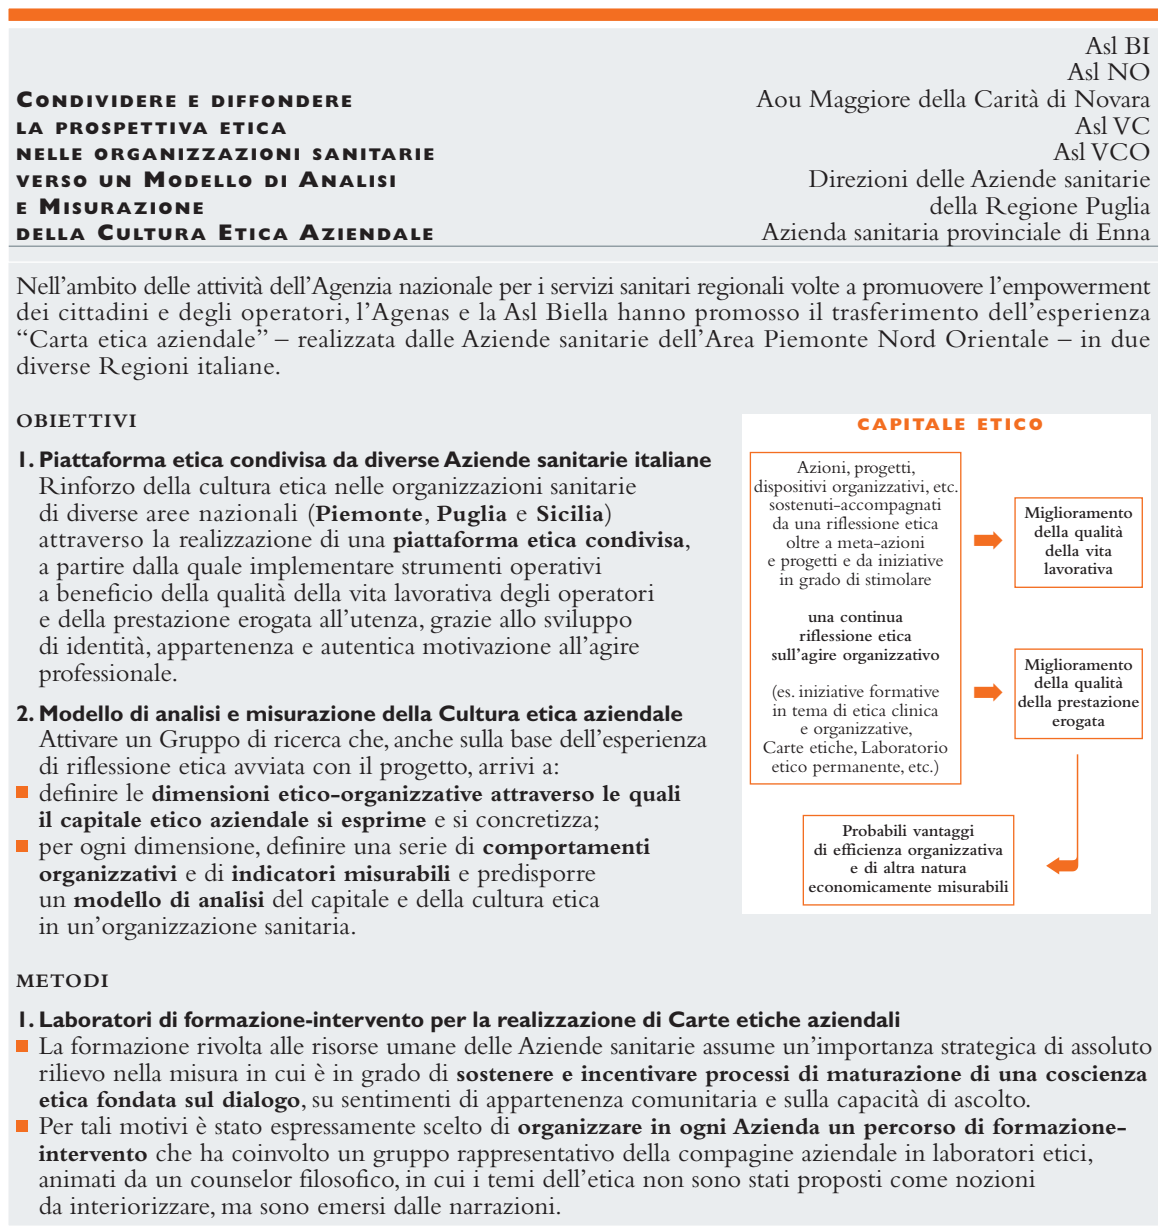 CONDIVIDERE E DIFFONDERE
LA PROSPETTIVA ETICA
NELLE ORGANIZZAZIONI SANITARIE
VERSO UN MODELLO DI ANALISI
E MISURAZIONE
DELLA CULTURA ETICA AZIENDALE
Asl BI
Asl NO
Aou Maggiore della Carità di Novara
Asl VC
Asl VCO
Direzioni delle Aziende sanitarie
della Regione Puglia
Azienda sanitaria provinciale di Enna
Nell'ambito delle attività dell'Agenzia nazionale per i servizi sanitari regionali volte a promuovere l'empowerment
dei cittadini e degli operatori, l'Agenas e la Asl Biella hanno promosso il trasferimento dell'esperienza
“Carta etica aziendale” – realizzata dalle Aziende sanitarie dell'Area Piemonte Nord Orientale – in due
diverse Regioni italiane.
OBIETTIVI
1. Piattaforma etica condivisa da diverse Aziende sanitarie italiane
Rinforzo della cultura etica nelle organizzazioni sanitarie
di diverse aree nazionali (Piemonte, Puglia e Sicilia)
attraverso la realizzazione di una piattaforma etica condivisa,
a partire dalla quale implementare strumenti operativi
a beneficio della qualità della vita lavorativa degli operatori
e della prestazione erogata all'utenza, grazie allo sviluppo
di identità, appartenenza e autentica motivazione all'agire
professionale.
2. Modello di analisi e misurazione della Cultura etica aziendale
Attivare un Gruppo di ricerca che, anche sulla base dell'esperienza
di riflessione etica avviata con il progetto, arrivi a:
definire le dimensioni etico-organizzative attraverso le quali
il capitale etico aziendale si esprime e si concretizza;
per ogni dimensione, definire una serie di comportamenti
organizzativi e di indicatori misurabili e predisporre
un modello di analisi del capitale e della cultura etica
in un'organizzazione sanitaria.
CAPITALE ETICO
Azioni, progetti,
dispositivi organizzativi, etc.
sostenuti-accompagnati
da una riflessione etica
oltre a meta-azioni
e progetti e da iniziative
in grado di stimolare
una continua
riflessione etica
sull'agire organizzativo
(es. iniziative formative
in tema di etica clinica
e organizzative,
Carte etiche, Laboratorio
etico permanente, etc.)
Miglioramento
della qualità
della vita
lavorativa
Miglioramento
della qualità
della prestazione
erogata
Probabili vantaggi
di efficienza organizzativa
e di altra natura
economicamente misurabili
METODI
1. Laboratori di formazione-intervento per la realizzazione di Carte etiche aziendali
La formazione rivolta alle risorse umane delle Aziende sanitarie assume un'importanza strategica di assoluto
rilievo nella misura in cui è in grado di sostenere e incentivare processi di maturazione di una coscienza
etica fondata sul dialogo, su sentimenti di appartenenza comunitaria e sulla capacità di ascolto.
Per tali motivi è stato espressamente scelto di organizzare in ogni Azienda un percorso di formazione-
intervento che ha coinvolto un gruppo rappresentativo della compagine aziendale in laboratori etici,
animati da un counselor filosofico, in cui i temi dell'etica non sono stati proposti come nozioni
da interiorizzare, ma sono emersi dalle narrazioni.